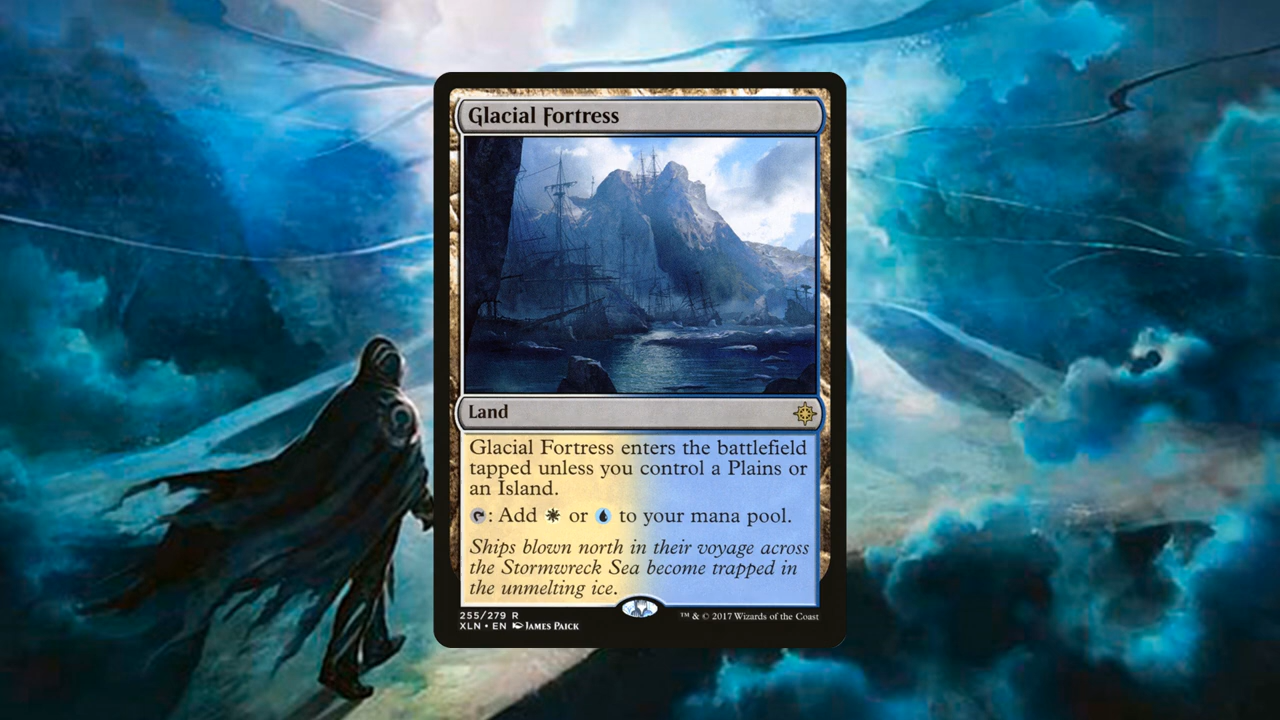 Glacial Fortress
Land
Glacial Fortress enters the battlefield
tapped unless you control a Plains or
an Island.
: Add or to your mana pool.
Ships blown north in their voyage across
the Stormwreck Sea become trapped in
the unmelting ice.
255/279 R
XLN • EN James Paick
™ & © 2017 Wizards of the Coast